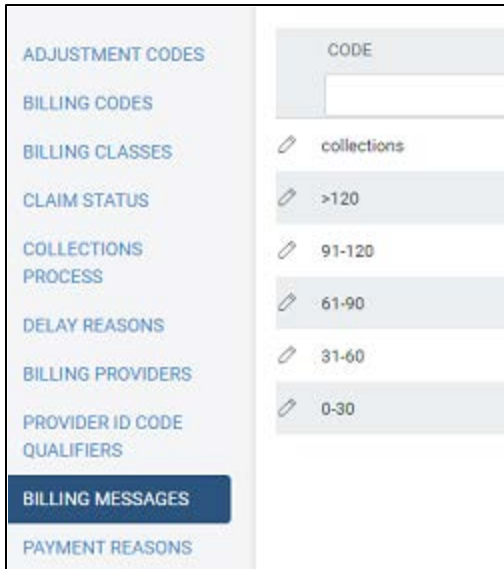 ADJUSTMENT CODES
BILLING CODES
BILLING CLASSES
CLAIM STATUS
COLLECTIONS
PROCESS
DELAY REASONS
BILLING PROVIDERS
PROVIDER ID CODE
QUALIFIERS
BILLING MESSAGES
PAYMENT REASONS
CODE
collections
>120
91-120
61-90
31-60
0-30